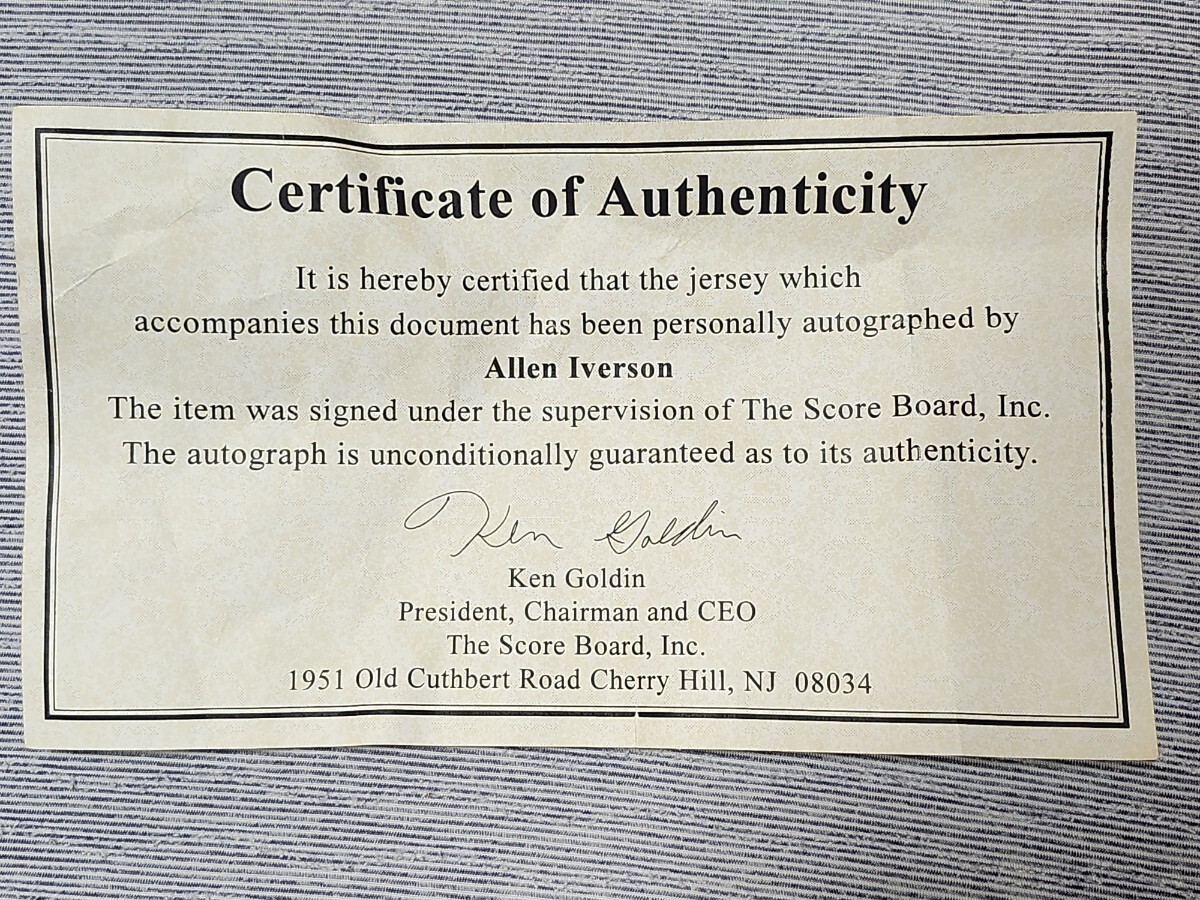 Certificate of Authenticity
It is hereby certified that the jersey which
accompanies this document has been personally autographed by
Allen Iverson
The item was signed under the supervision of The Score Board, Inc.
The autograph is unconditionally guaranteed as to its authenticity.
Ken Goldin
Ken Goldin
President, Chairman and CEO
The Score Board, Inc.
1951 Old Cuthbert Road Cherry Hill, NJ 08034